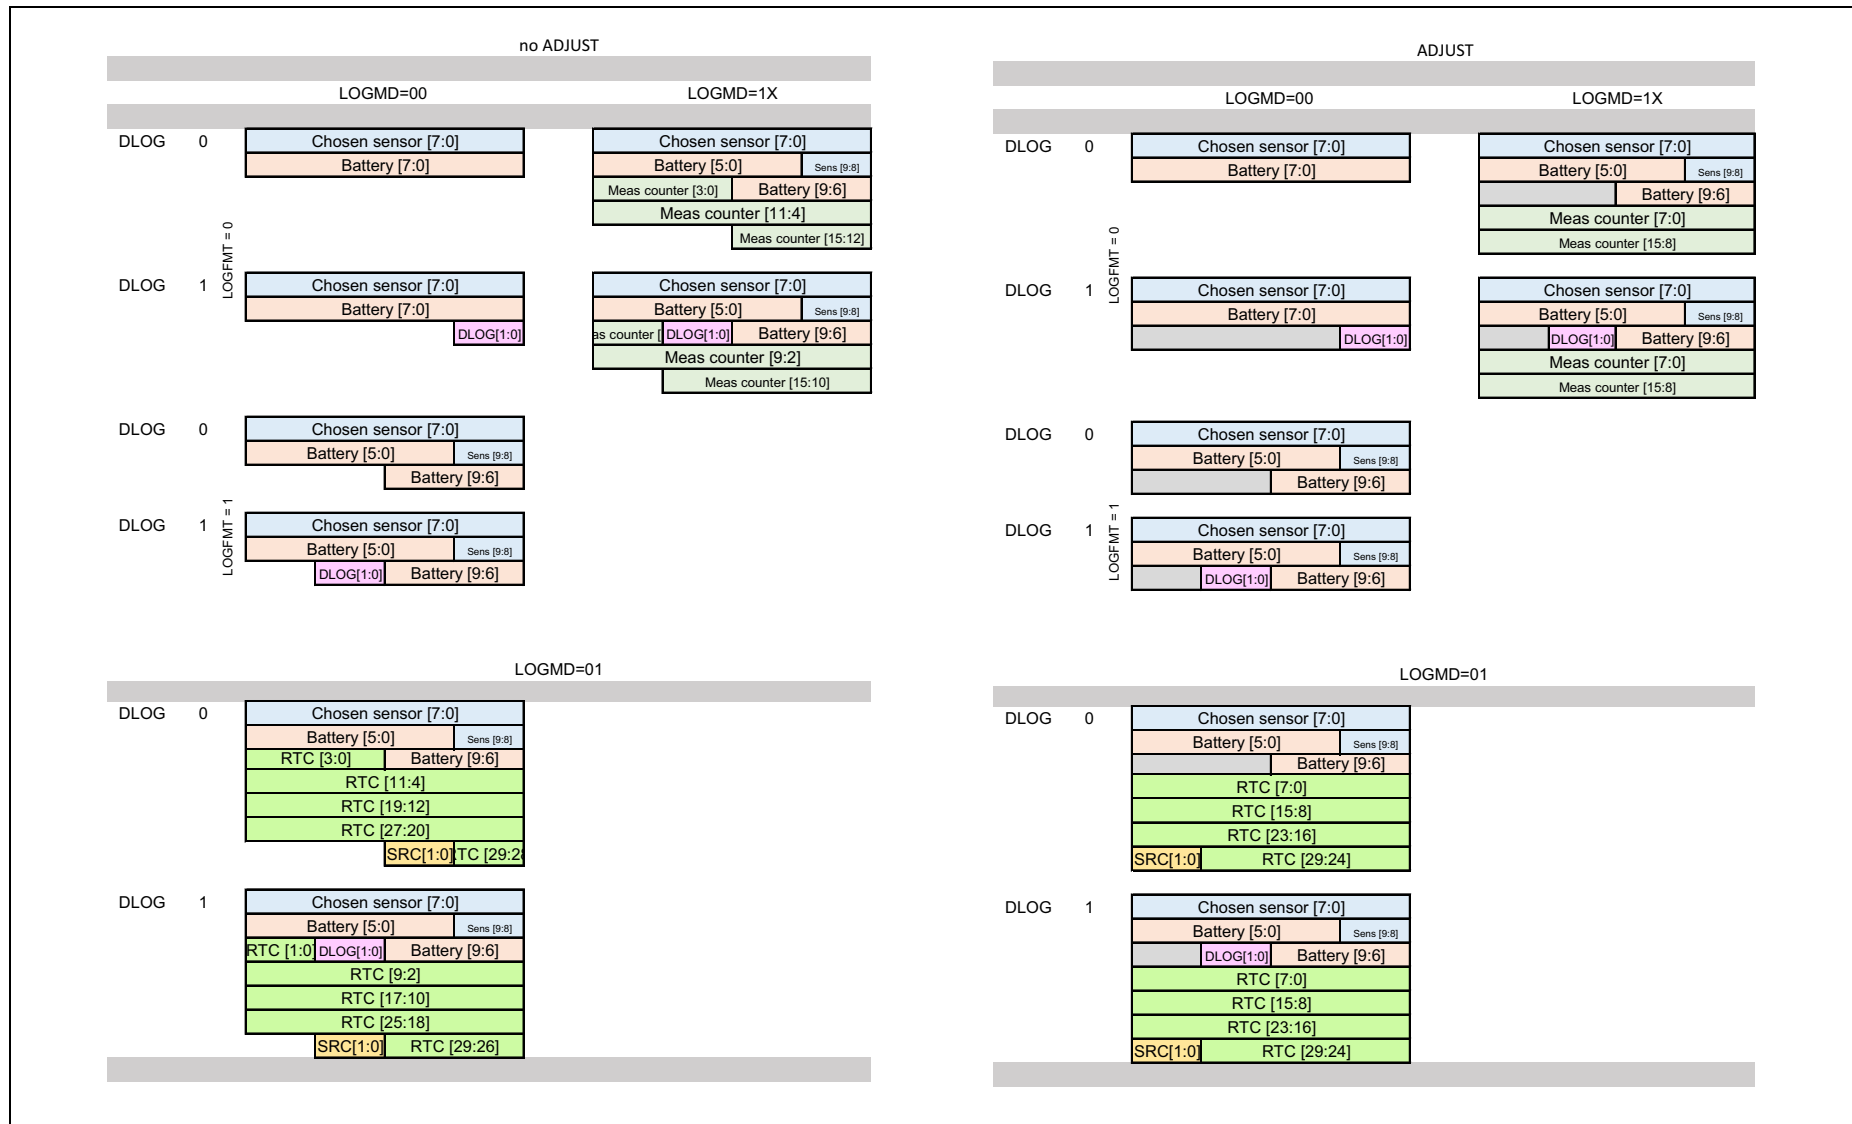 no ADJUST
LOGMD=00 LOGMD=1X
DLOG 0 Chosen sensor [7:0] Chosen sensor [7:0]
Battery [7:0] Battery [5:0] Sens [9:8]
Meas counter [3:0] Battery [9:6]
Meas counter [11:4]
Meas counter [15:12]
LOGFMT = 0
DLOG 1 Chosen sensor [7:0] Chosen sensor [7:0]
Battery [7:0] Battery [5:0] Sens [9:8]
DLOG[1:0] as counter [ DLOG[1:0] Battery [9:6]
Meas counter [9:2]
Meas counter [15:10]
DLOG 0 Chosen sensor [7:0]
Battery [5:0] Sens [9:8]
Battery [9:6]
LOGFMT = 1
DLOG 1 Chosen sensor [7:0]
Battery [5:0] Sens [9:8]
DLOG[1:0] Battery [9:6]
LOGMD=01
DLOG 0 Chosen sensor [7:0]
Battery [5:0] Sens [9:8]
RTC [3:0] Battery [9:6]
RTC [11:4]
RTC [19:12]
RTC [27:20]
SRC[1:0] RTC [29:28
DLOG 1 Chosen sensor [7:0]
Battery [5:0] Sens [9:8]
RTC [1:0] DLOG[1:0] Battery [9:6]
RTC [9:2]
RTC [17:10]
RTC [25:18]
SRC[1:0] RTC [29:26]
ADJUST
LOGMD=00 LOGMD=1X
DLOG 0 Chosen sensor [7:0] Chosen sensor [7:0]
Battery [7:0] Battery [5:0] Sens [9:8]
Battery [9:6]
Meas counter [7:0]
Meas counter [15:8]
LOGFMT = 0
DLOG 1 Chosen sensor [7:0] Chosen sensor [7:0]
Battery [7:0] Battery [5:0] Sens [9:8]
DLOG[1:0] DLOG[1:0] Battery [9:6]
Meas counter [7:0]
Meas counter [15:8]
DLOG 0 Chosen sensor [7:0]
Battery [5:0] Sens [9:8]
Battery [9:6]
LOGFMT = 1
DLOG 1 Chosen sensor [7:0]
Battery [5:0] Sens [9:8]
DLOG[1:0] Battery [9:6]
LOGMD=01
DLOG 0 Chosen sensor [7:0]
Battery [5:0] Sens [9:8]
Battery [9:6]
RTC [7:0]
RTC [15:8]
RTC [23:16]
SRC[1:0] RTC [29:24]
DLOG 1 Chosen sensor [7:0]
Battery [5:0] Sens [9:8]
DLOG[1:0] Battery [9:6]
RTC [7:0]
RTC [15:8]
RTC [23:16]
SRC[1:0] RTC [29:24]